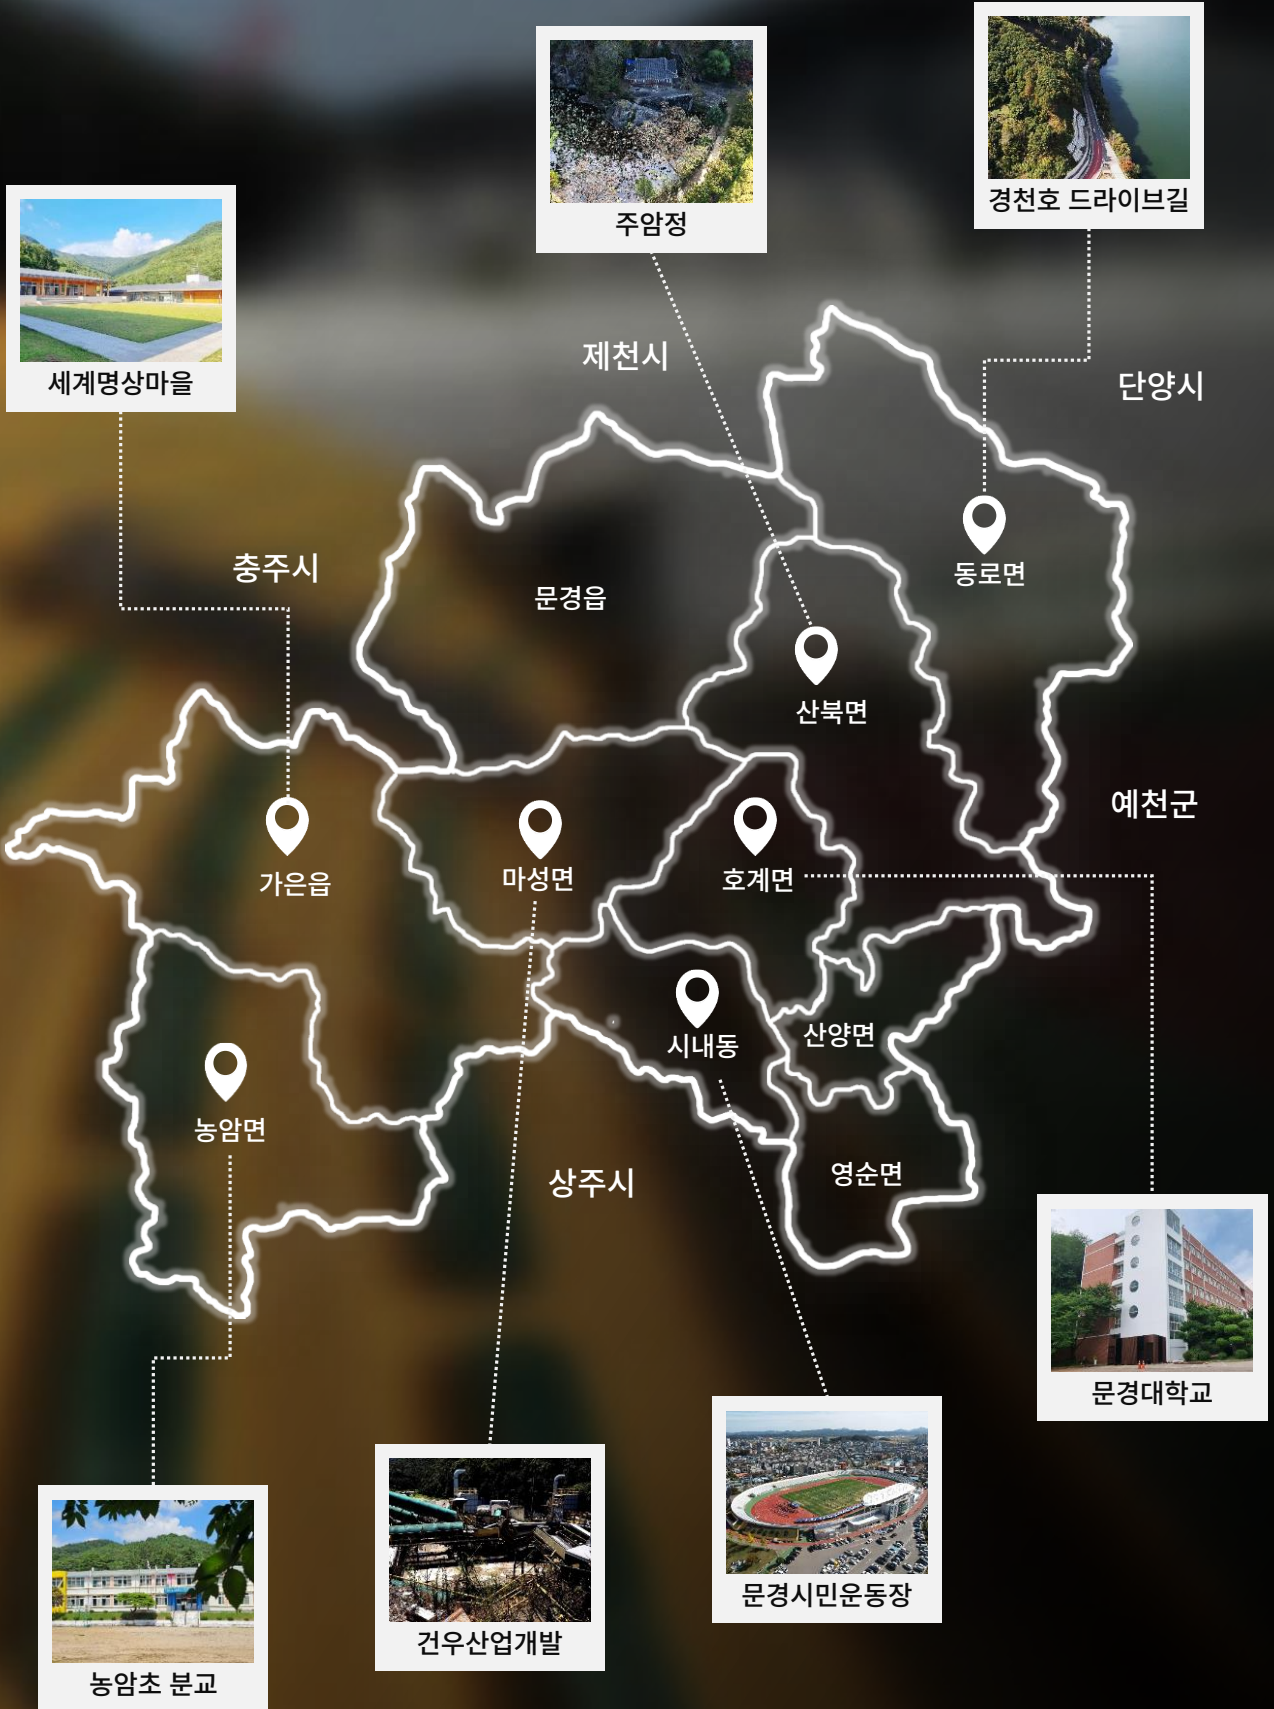 경천호 드라이브길
주암정
세계명상마을
제천시
단양시
충주시
문경읍
동로면
산북면
예천군
가은읍
마성면
호계면
시내동
산양면
농암면
상주시
영순면
문경대학교
문경시민운동장
건우산업개발
농암초 분교